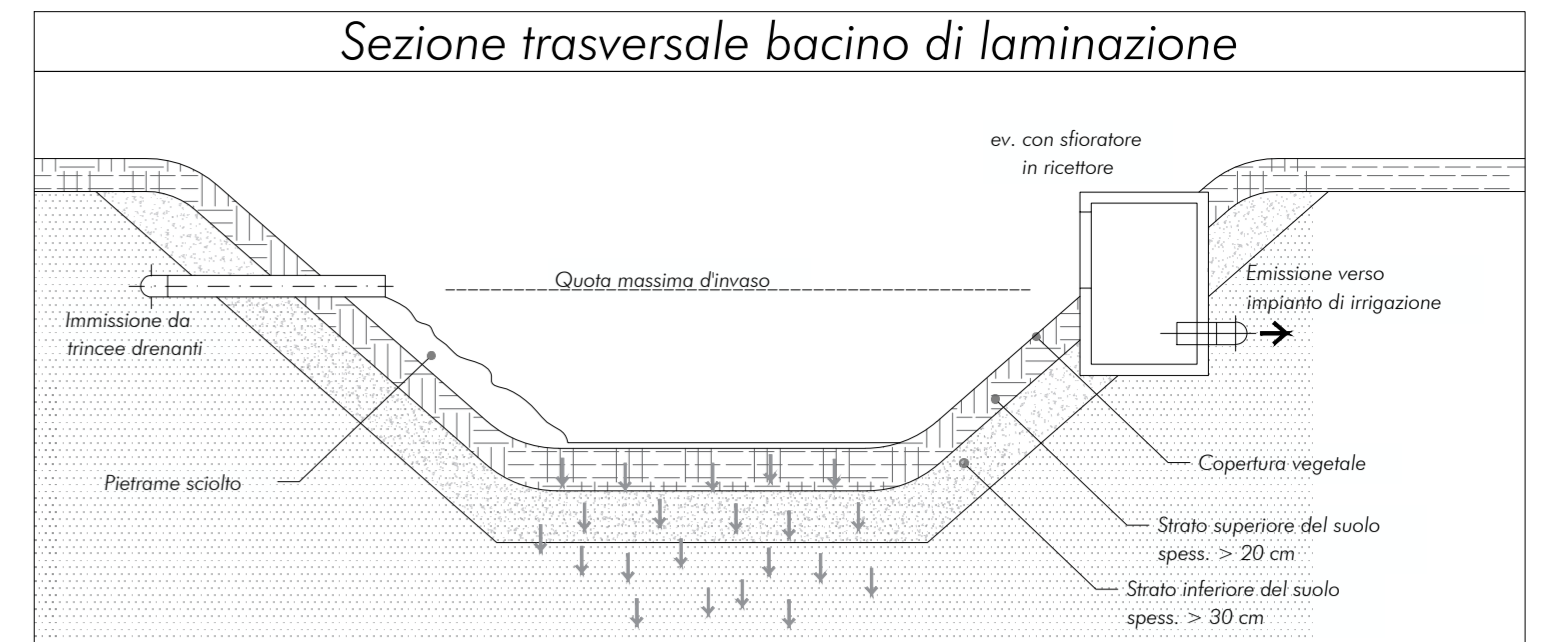 Sezione trasversale bacino di laminazione
ev. con sfioratore
in ricettore
Quota massima d'invaso
Emissione verso
impianto di irrigazione
Immissione da
trincee drenanti
Pietrame sciolto
Copertura vegetale
Strato superiore del suolo
spess. > 20 cm
Strato inferiore del suolo
spess. > 30 cm